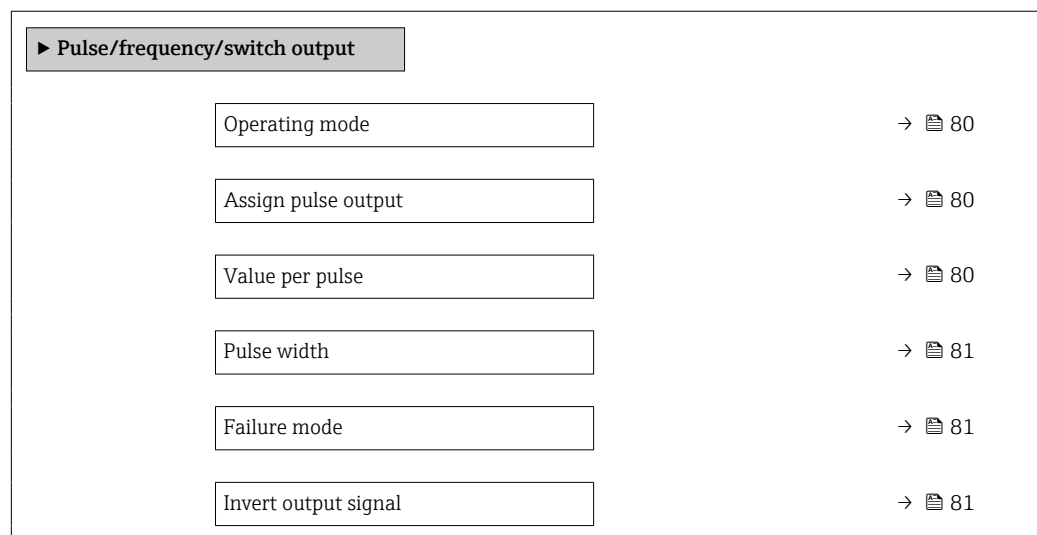 ▶ Pulse/frequency/switch output
Operating mode → 80
Assign pulse output → 80
Value per pulse → 80
Pulse width → 81
Failure mode → 81
Invert output signal → 81